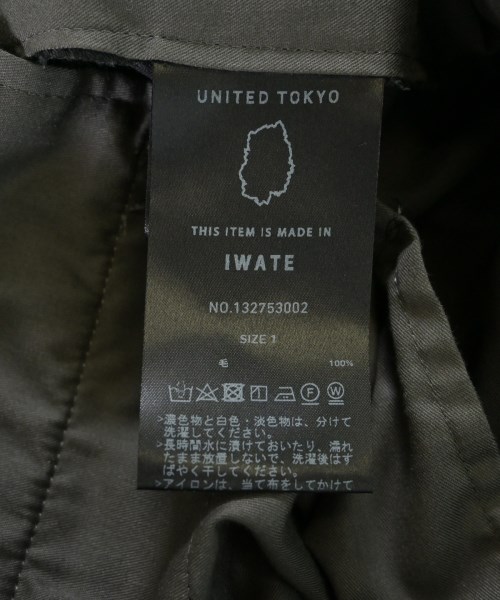 UNITED TOKYO
THIS ITEM IS MADE IN
IWATE
NO.132753002
SIZE 1
毛 100%
F W
>濃色物と白色・淡色物は、分けて
洗濯してください。
>長時間水に漬けておいたり、濡れ
たまま放置しないで、洗濯後はす
ばやく干してください。
>アイロンは、当て布をしてかけて